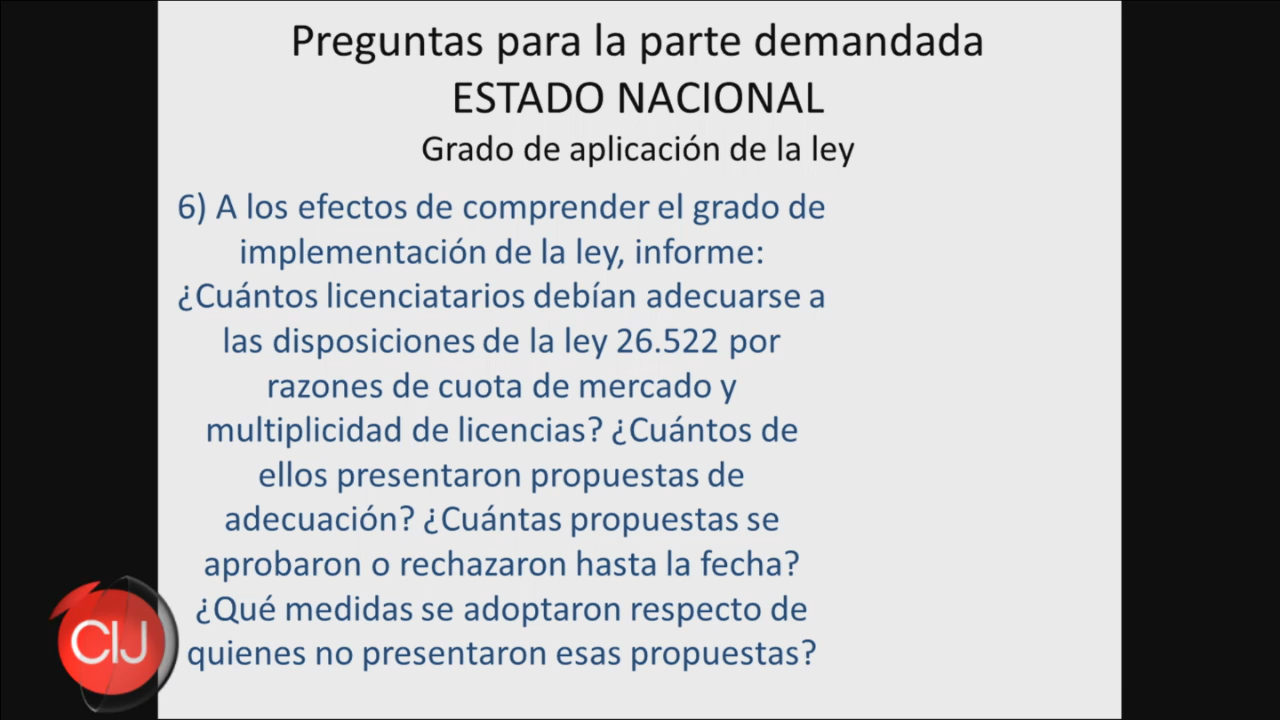 Preguntas para la parte demandada
ESTADO NACIONAL
Grado de aplicación de la ley
6) A los efectos de comprender el grado de
implementación de la ley, informe:
¿Cuántos licenciatarios debían adecuarse a
las disposiciones de la ley 26.522 por
razones de cuota de mercado y
multiplicidad de licencias? ¿Cuántos de
ellos presentaron propuestas de
adecuación? ¿Cuántas propuestas se
aprobaron o rechazaron hasta la fecha?
¿Qué medidas se adoptaron respecto de
quienes no presentaron esas propuestas?
CIJ